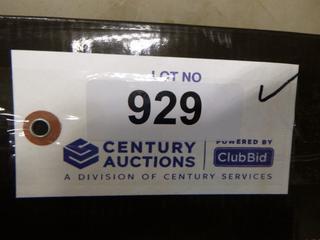 LOT NO
929
CENTURY AUCTIONS
POWERED BY
ClubBid
A DIVISION OF CENTURY SERVICES